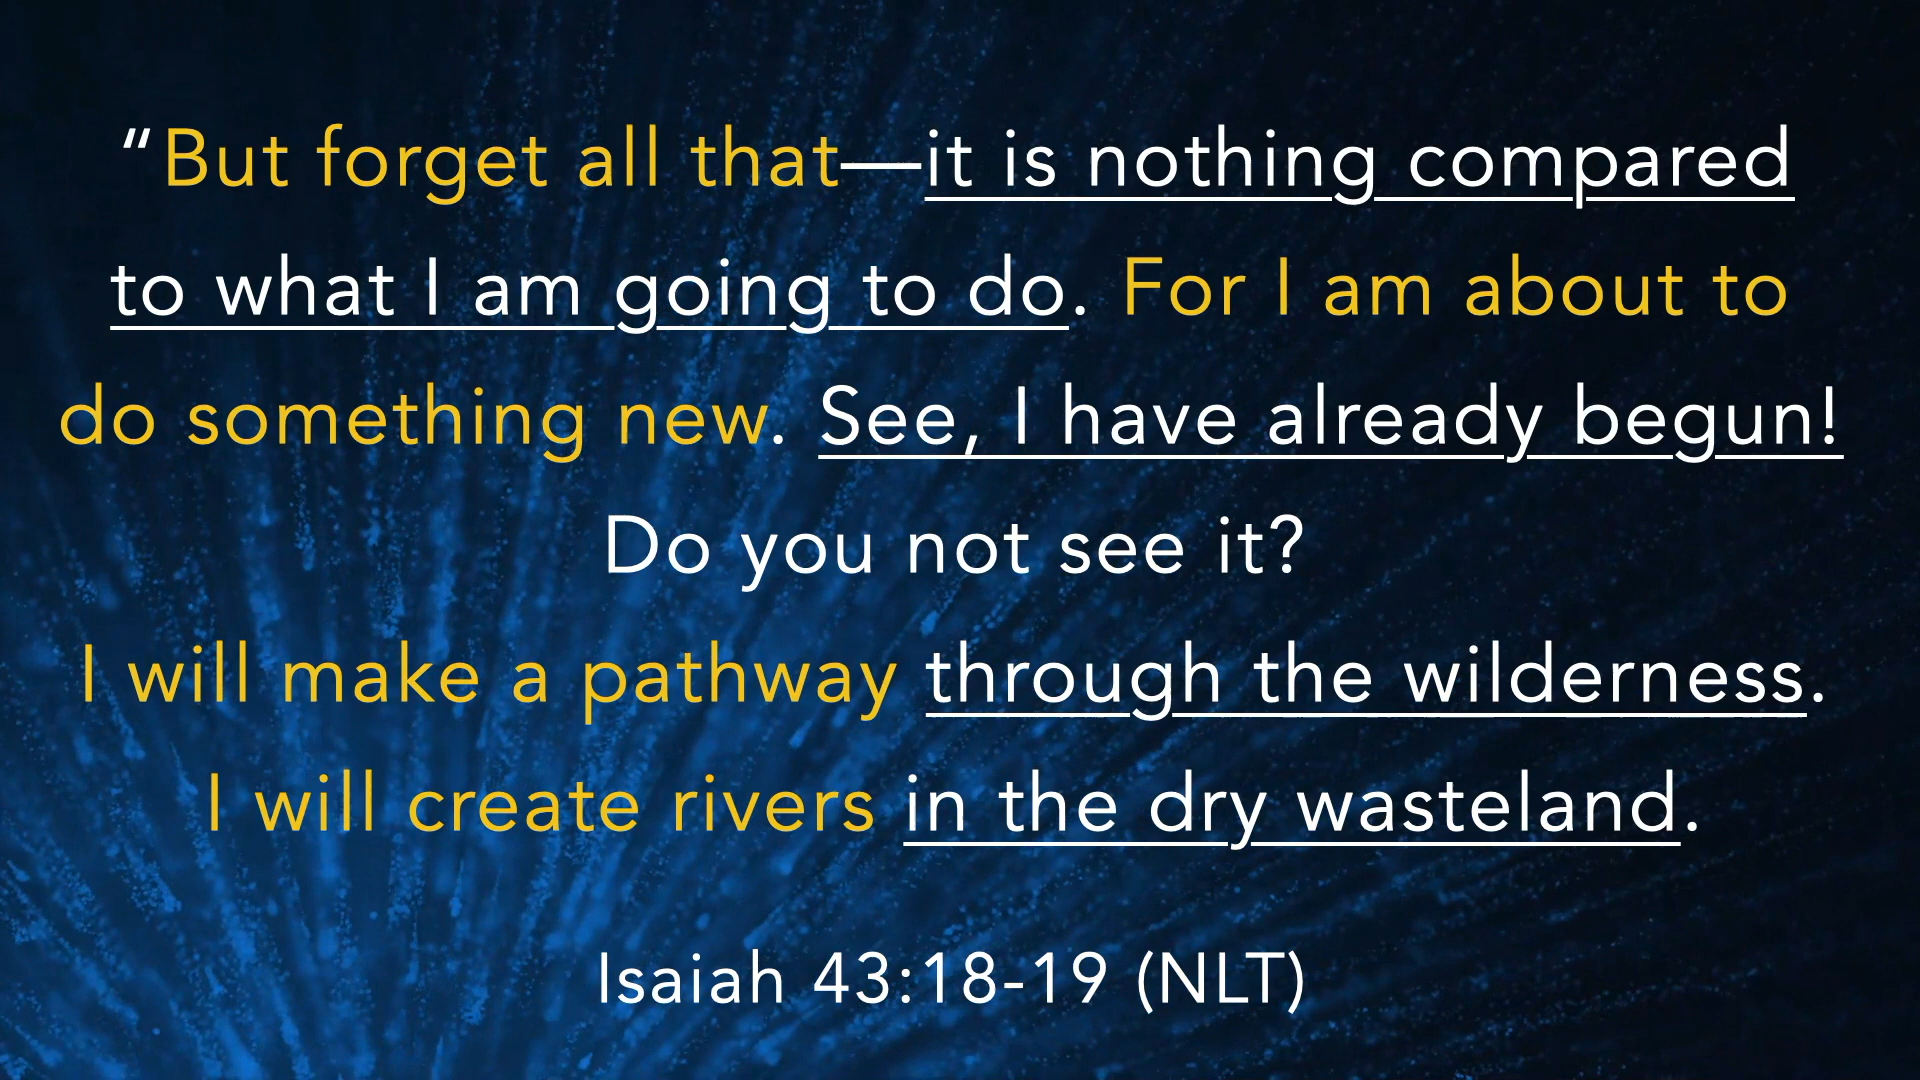 “But forget all that—it is nothing compared
to what I am going to do. For I am about to
do something new. See, I have already begun!
Do you not see it?
I will make a pathway through the wilderness.
I will create rivers in the dry wasteland.
Isaiah 43:18-19 (NLT)